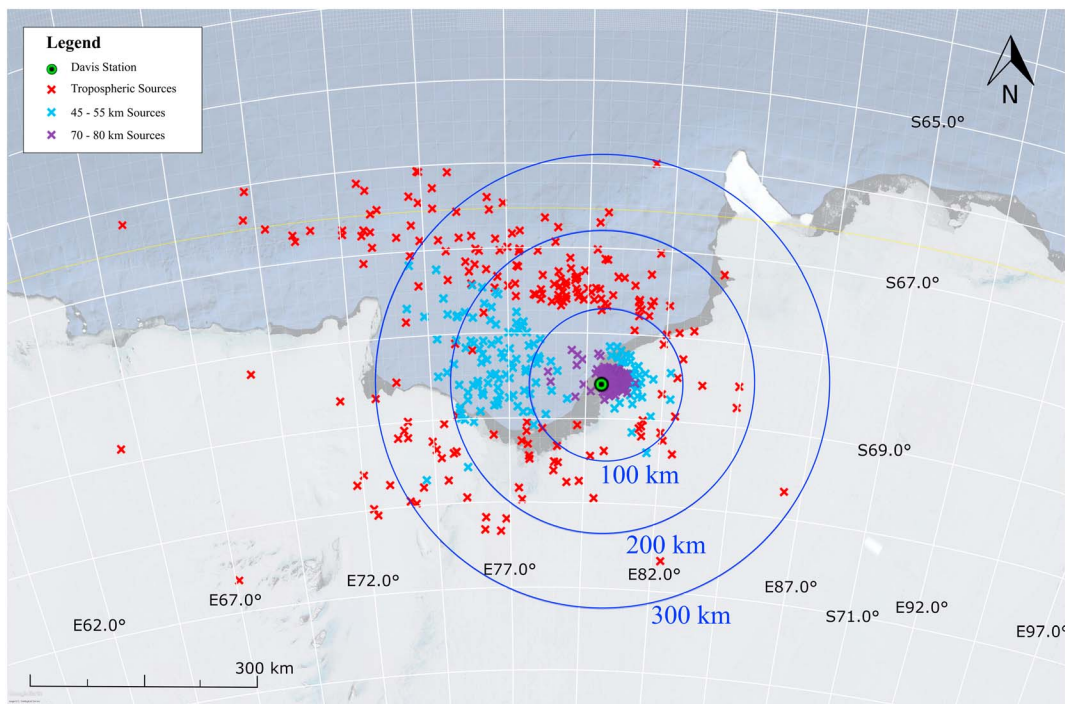 Legend
Davis Station
Tropospheric Sources
45 - 55 km Sources
70 - 80 km Sources
N
S65.0°
S67.0°
S69.0°
100 km
200 km
E72.0°
E77.0°
E82.0°
E67.0°
E87.0°
300 km
E92.0°
S71.0°
E62.0°
E97.0°
300 km